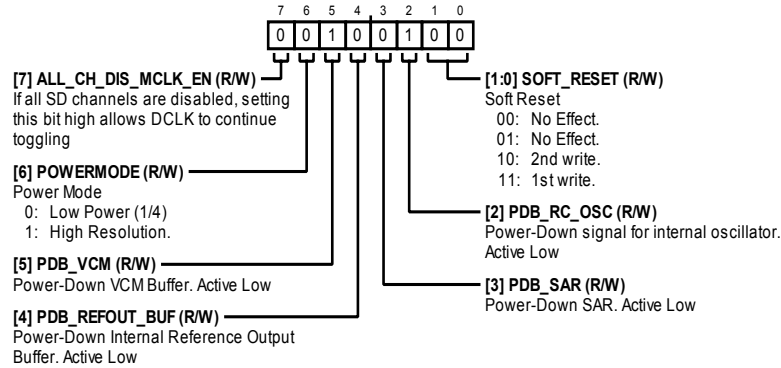 7 6 5 4 3 2 1 0
0 0 1 0 0 1 0 0
[7] ALL_CH_DIS_MCLK_EN (R/W)
If all SD channels are disabled, setting
this bit high allows DCLK to continue
toggling
[6] POWERMODE (R/W)
Power Mode
0: Low Power (1/4)
1: High Resolution.
[5] PDB_VCM (R/W)
Power-Down VCM Buffer. Active Low
[4] PDB_REFOUT_BUF (R/W)
Power-Down Internal Reference Output
Buffer. Active Low
[1:0] SOFT_RESET (R/W)
Soft Reset
00: No Effect.
01: No Effect.
10: 2nd write.
11: 1st write.
[2] PDB_RC_OSC (R/W)
Power-Down signal for internal oscillator.
Active Low
[3] PDB_SAR (R/W)
Power-Down SAR. Active Low